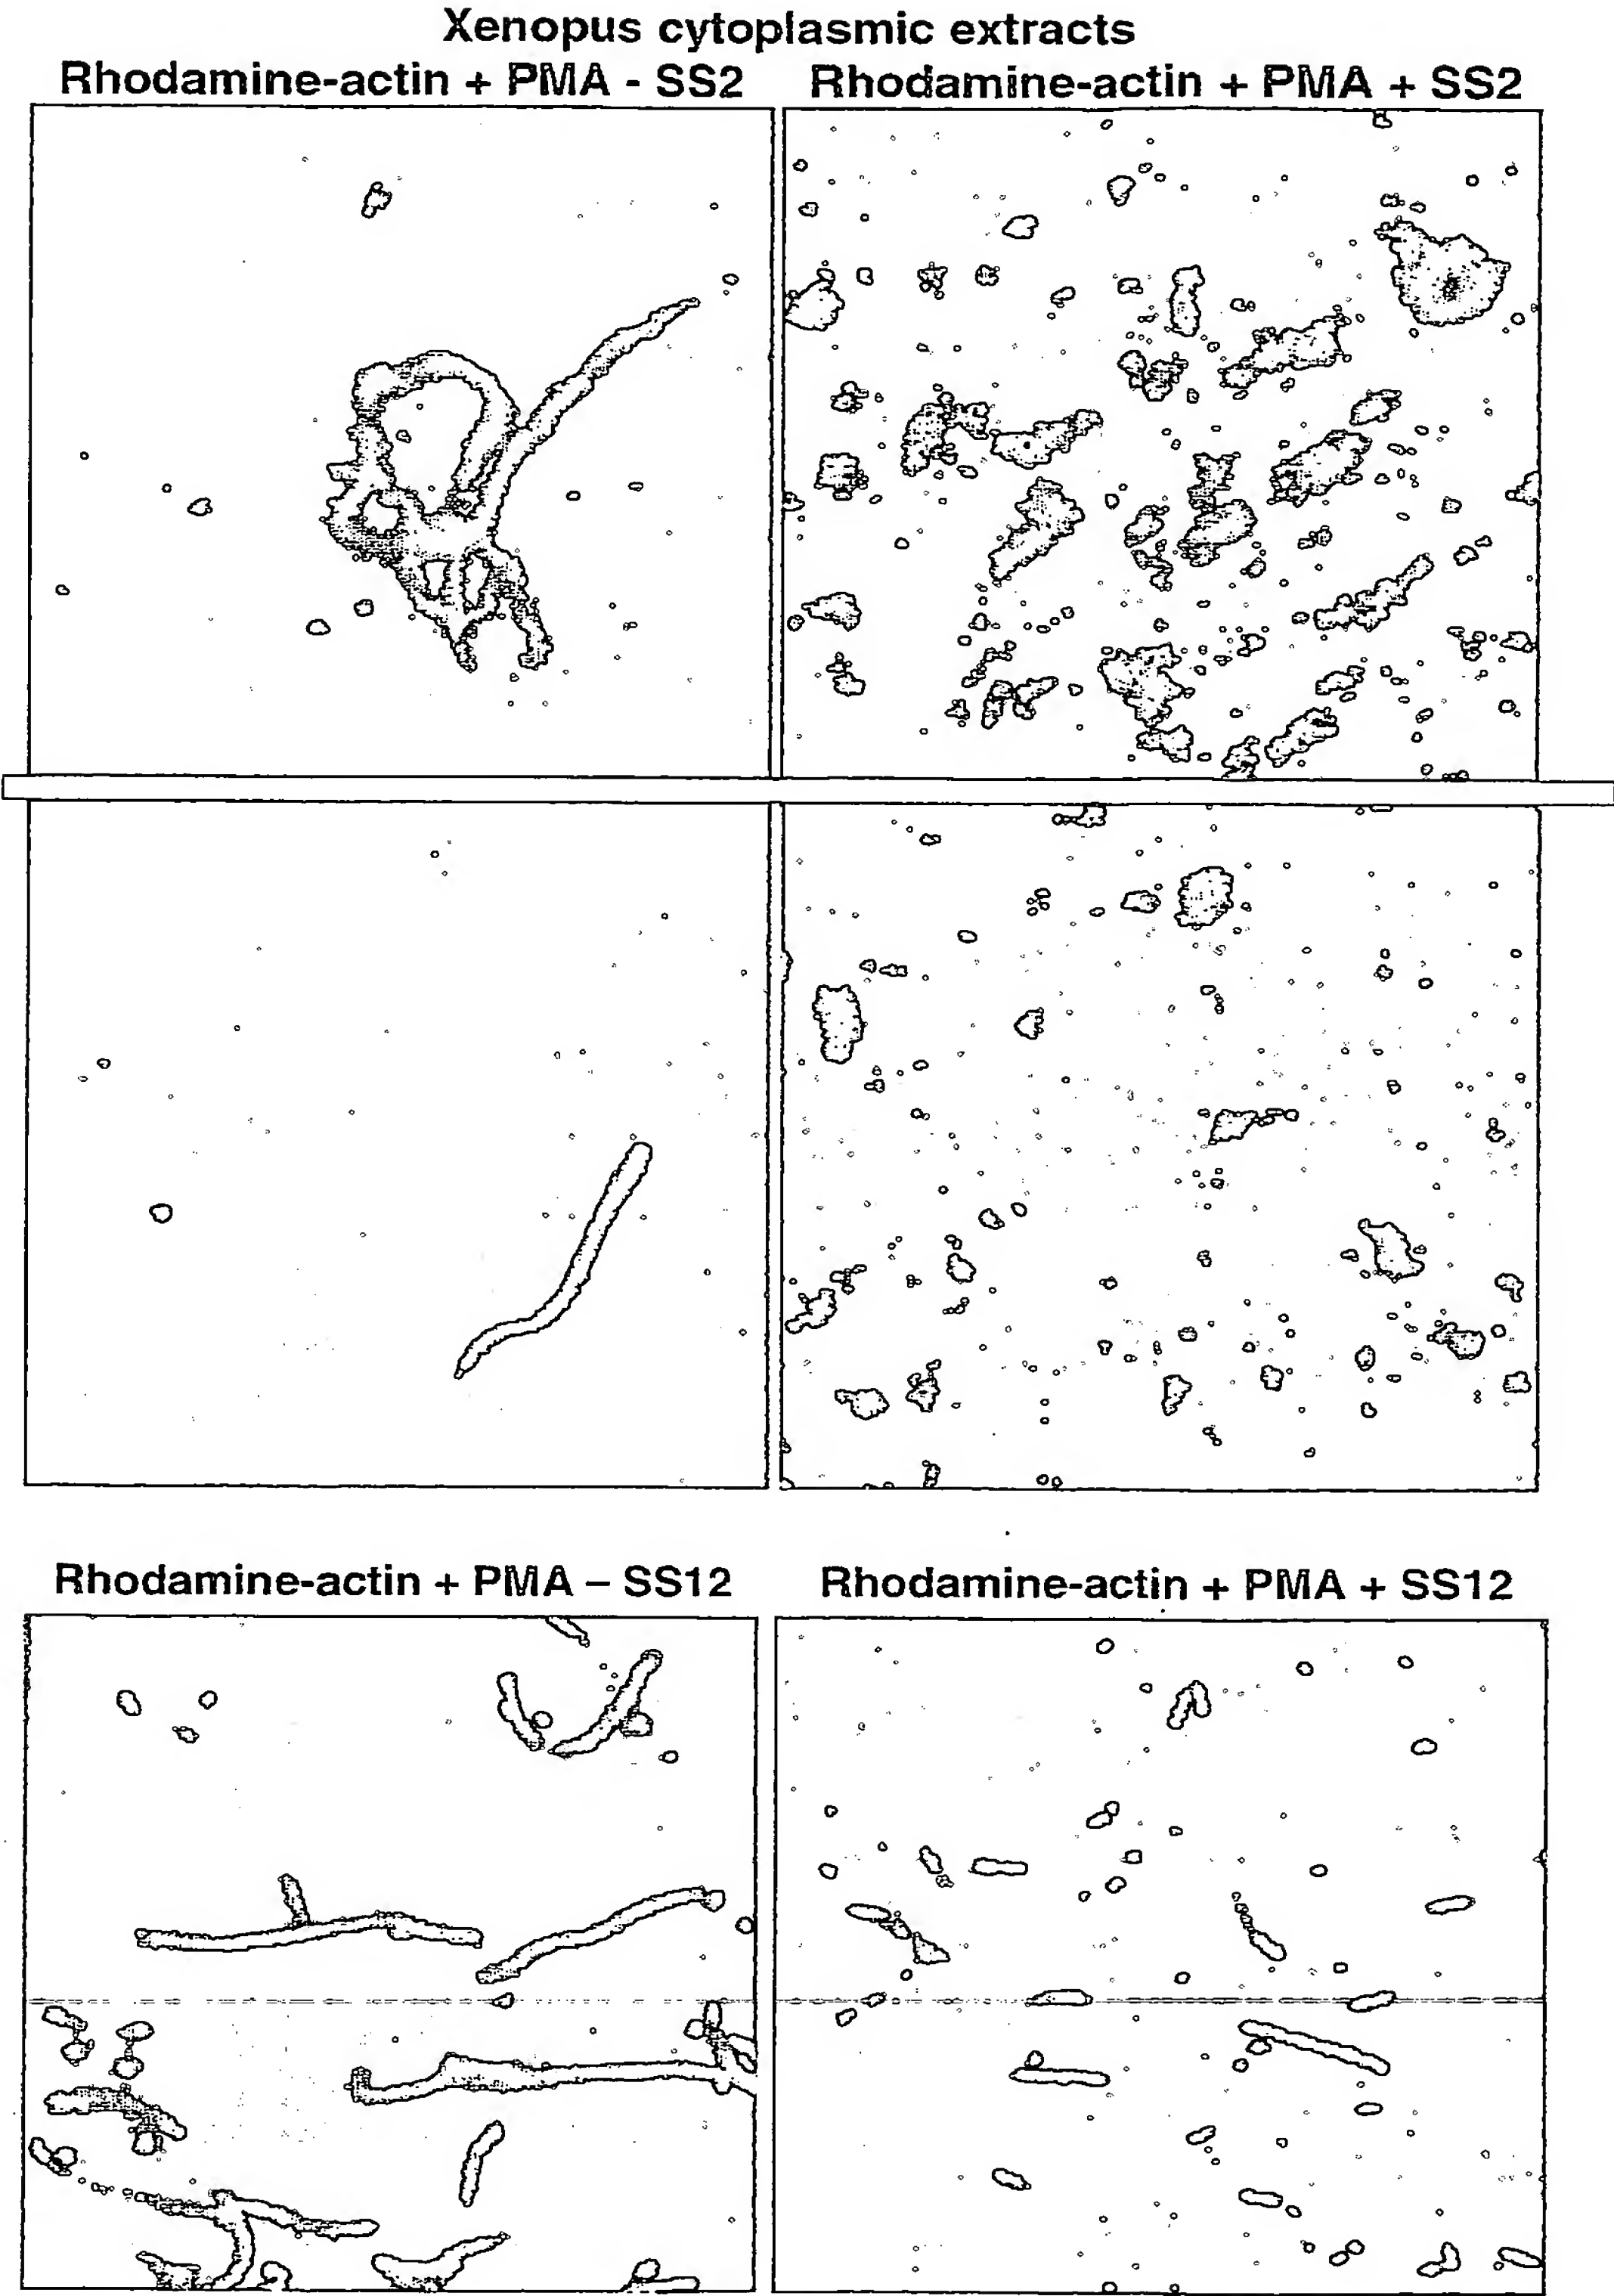 Xenopus cytoplasmic extracts
Rhodamine-actin + PMA - SS2
Rhodamine-actin + PMA + SS2
Rhodamine-actin + PMA – SS12
Rhodamine-actin + PMA + SS12